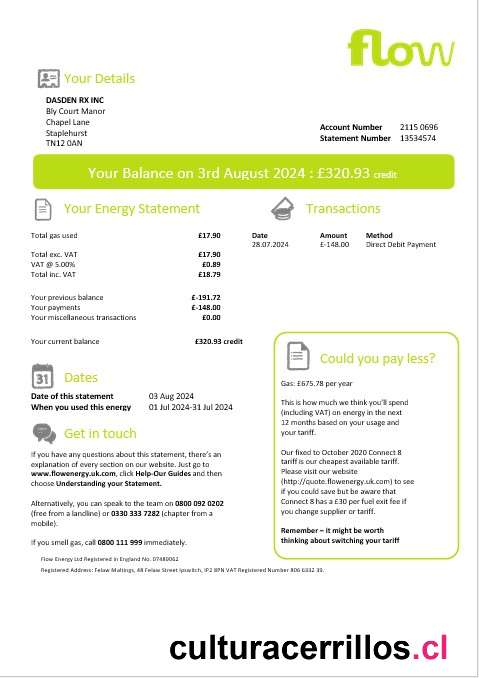 flow
Your Details
DASDEN RX INC
Bly Court Manor
Chapel Lane
Staplehurst
TN12 0AN
Account Number 2115 0696
Statement Number 13534574
Your Balance on 3rd August 2024 : £320.93 credit
Your Energy Statement
Total gas used £17.90
Total exc. VAT £17.90
VAT @ 5.00% £0.89
Total inc. VAT £18.79
Your previous balance £-191.72
Your payments £-148.00
Your miscellaneous transactions £0.00
Your current balance £320.93 credit
Transactions
Date Amount Method
28.07.2024 £-148.00 Direct Debit Payment
31
Dates
Date of this statement 03 Aug 2024
When you used this energy 01 Jul 2024-31 Jul 2024
Get in touch
If you have any questions about this statement, there's an
explanation of every section on our website. Just go to
www.flowenergy.uk.com, click Help-Our Guides and then
choose Understanding your Statement.
Alternatively, you can speak to the team on 0800 092 0202
(free from a landline) or 0330 333 7282 (chapter from a
mobile).
If you smell gas, call 0800 111 999 immediately.
Could you pay less?
Gas: £675.78 per year
This is how much we think you'll spend
(including VAT) on energy in the next
12 months based on your usage and
your tariff.
Our fixed to October 2020 Connect 8
tariff is our cheapest available tariff.
Please visit our website
(http://quote.flowenergy.uk.com) to see
if you could save but be aware that
Connect 8 has a £30 per fuel exit fee if
you change supplier or tariff.
Remember – it might be worth
thinking about switching your tariff
Flow Energy Ltd Registered in England No. 07489062
Registered Address: Felaw Maltings, 48 Felaw Street Ipswitch, IP2 8PN VAT Registered Number 806 6332 39.
culturacerrillos.cl